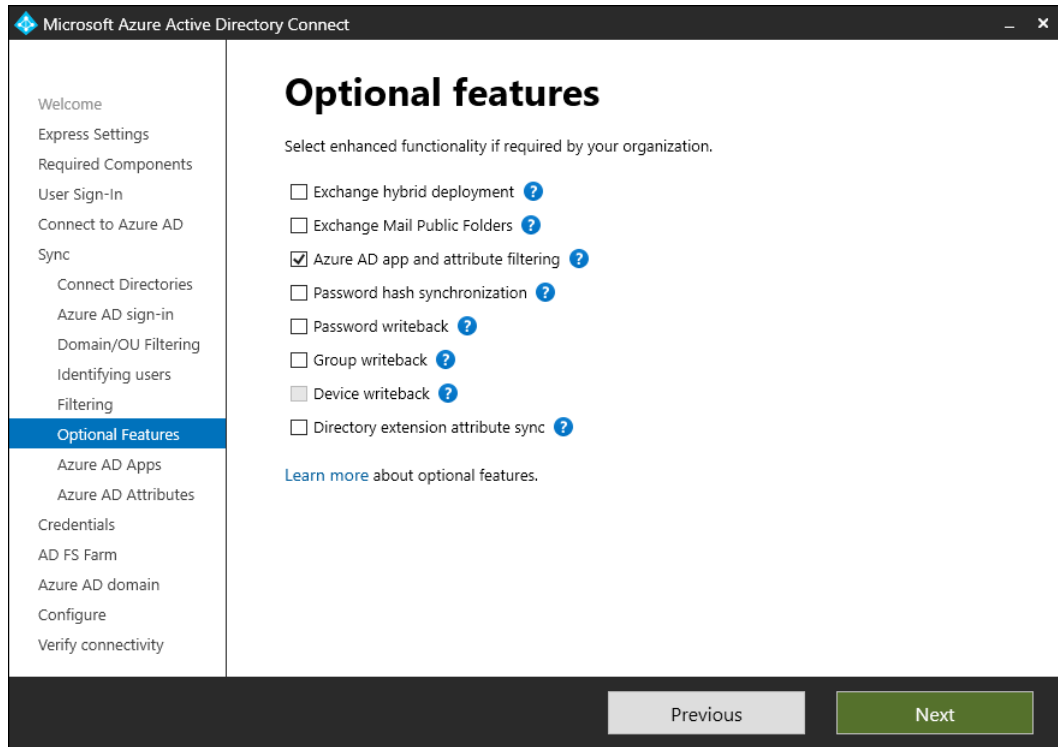 Microsoft Azure Active Directory Connect
Welcome
Express Settings
Required Components
User Sign-In
Connect to Azure AD
Sync
Connect Directories
Azure AD sign-in
Domain/OU Filtering
Identifying users
Filtering
Optional Features
Azure AD Apps
Azure AD Attributes
Credentials
AD FS Farm
Azure AD domain
Configure
Verify connectivity
Optional features
Select enhanced functionality if required by your organization.
Exchange hybrid deployment ?
Exchange Mail Public Folders ?
Azure AD app and attribute filtering ?
Password hash synchronization ?
Password writeback ?
Group writeback ?
Device writeback ?
Directory extension attribute sync ?
Learn more about optional features.
Previous
Next